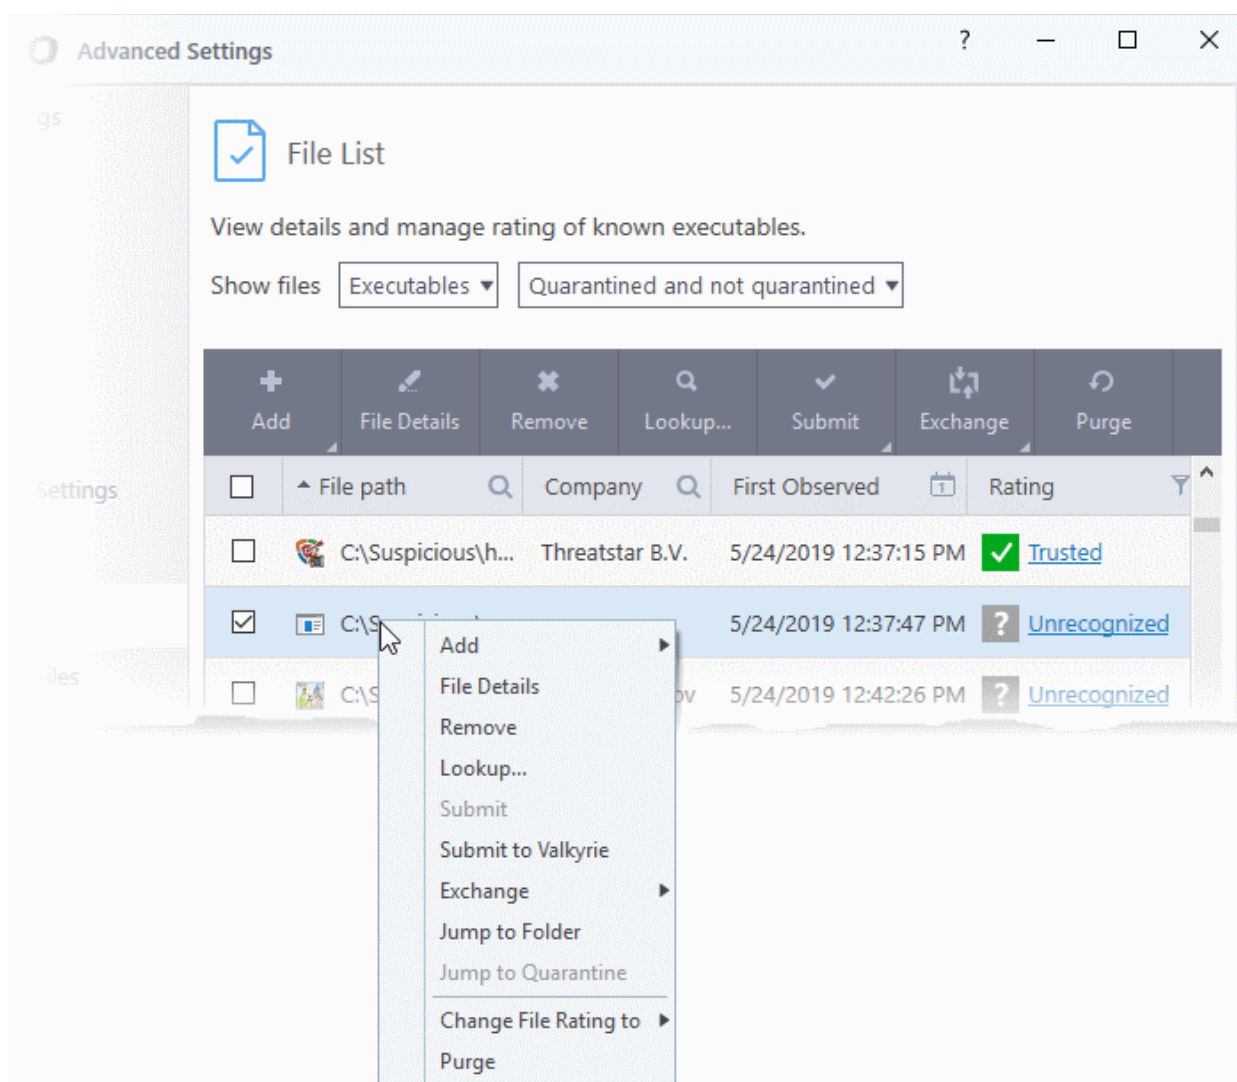 Advanced Settings
?
gs
File List
View details and manage rating of known executables.
Show files Executables Quarantined and not quarantined
Add File Details Remove Lookup... Submit Exchange Purge
File path Company First Observed 1 Rating
Settings
C:\Suspicious\h... Threatstar B.V. 5/24/2019 12:37:15 PM Trusted
C:\S 5/24/2019 12:37:47 PM ? Unrecognized
iles
C:\S ov 5/24/2019 12:42:26 PM ? Unrecognized
Add
File Details
Remove
Lookup...
Submit
Submit to Valkyrie
Exchange
Jump to Folder
Jump to Quarantine
Change File Rating to
Purge